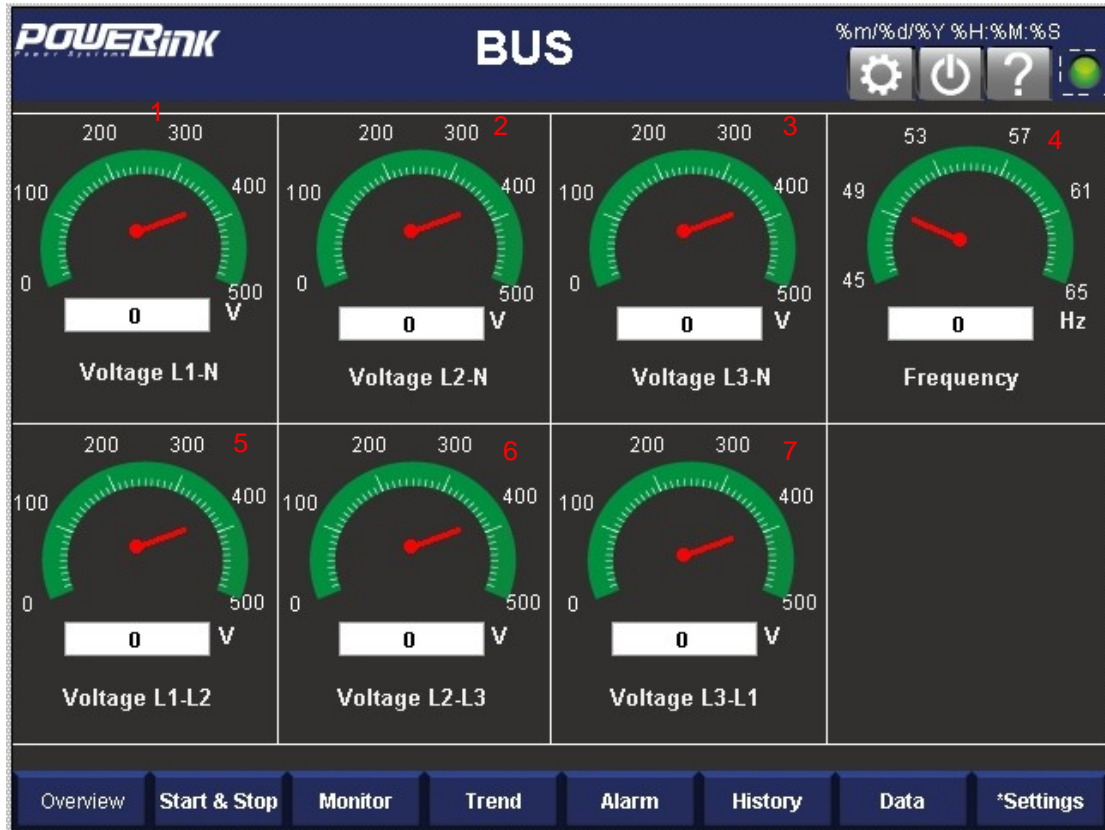 POWERink
Power Systems
BUS
%m/%d/%Y %H:%M:%S
?
1
200 300
100 400
0 500
0 V
Voltage L1-N
2
200 300
100 400
0 500
0 V
Voltage L2-N
3
200 300
100 400
0 500
0 V
Voltage L3-N
4
53 57
49 61
45 65
0 Hz
Frequency
5
200 300
100 400
0 500
0 V
Voltage L1-L2
6
200 300
100 400
0 500
0 V
Voltage L2-L3
7
200 300
100 400
0 500
0 V
Voltage L3-L1
Overview Start & Stop Monitor Trend Alarm History Data *Settings